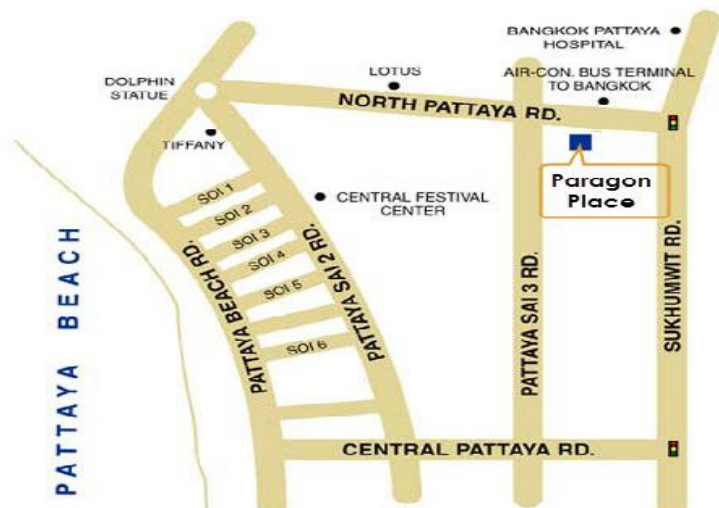 BANGKOK PATTAYA
HOSPITAL
DOLPHIN
STATUE
LOTUS
AIR-CON. BUS TERMINAL
TO BANGKOK
NORTH PATTAYA RD.
TIFFANY
Paragon
Place
SOI 1
CENTRAL FESTIVAL
CENTER
SOI 2
SOI 3
SOI 4
SOI 5
SOI 6
PATTAYA BEACH
PATTAYA BEACH RD.
PATTAYA SAI 2 RD.
PATTAYA SAI 3 RD.
SUKHUMWIT RD.
CENTRAL PATTAYA RD.